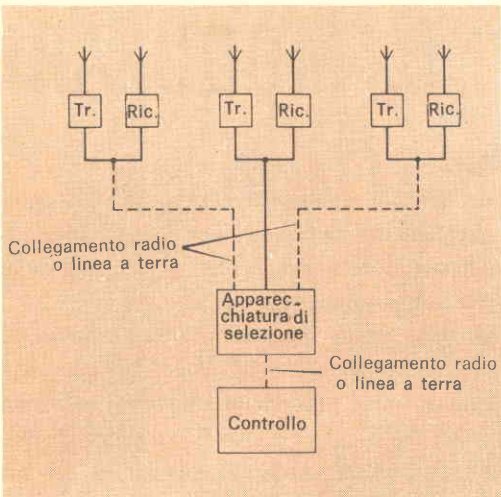 Tr. Ric. Tr. Ric. Tr. Ric.
Collegamento radio
o linea a terra
Apparec-
chiatura di
selezione
Collegamento radio
o linea a terra
Controllo